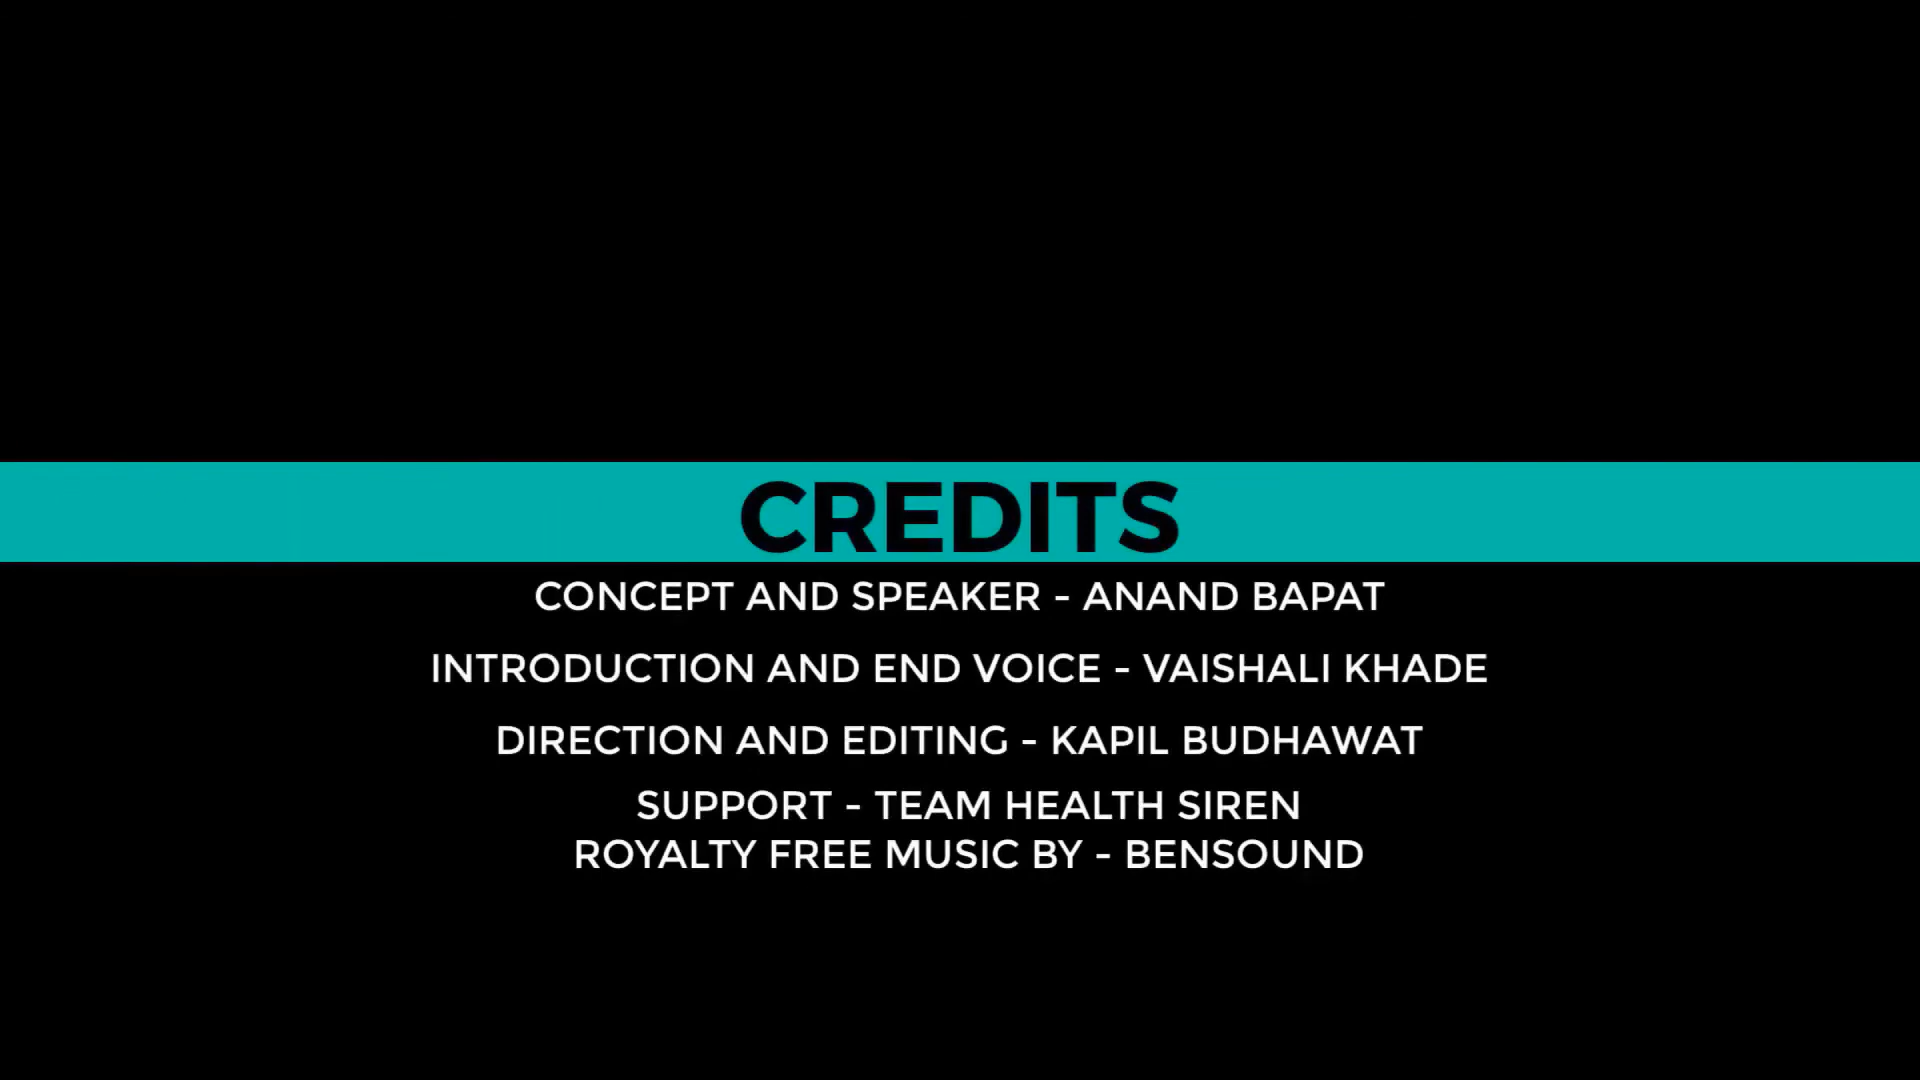 CREDITS
CONCEPT AND SPEAKER - ANAND BAPAT
INTRODUCTION AND END VOICE - VAISHALI KHADE
DIRECTION AND EDITING - KAPIL BUDHAWAT
SUPPORT - TEAM HEALTH SIREN
ROYALTY FREE MUSIC BY - BENSOUND